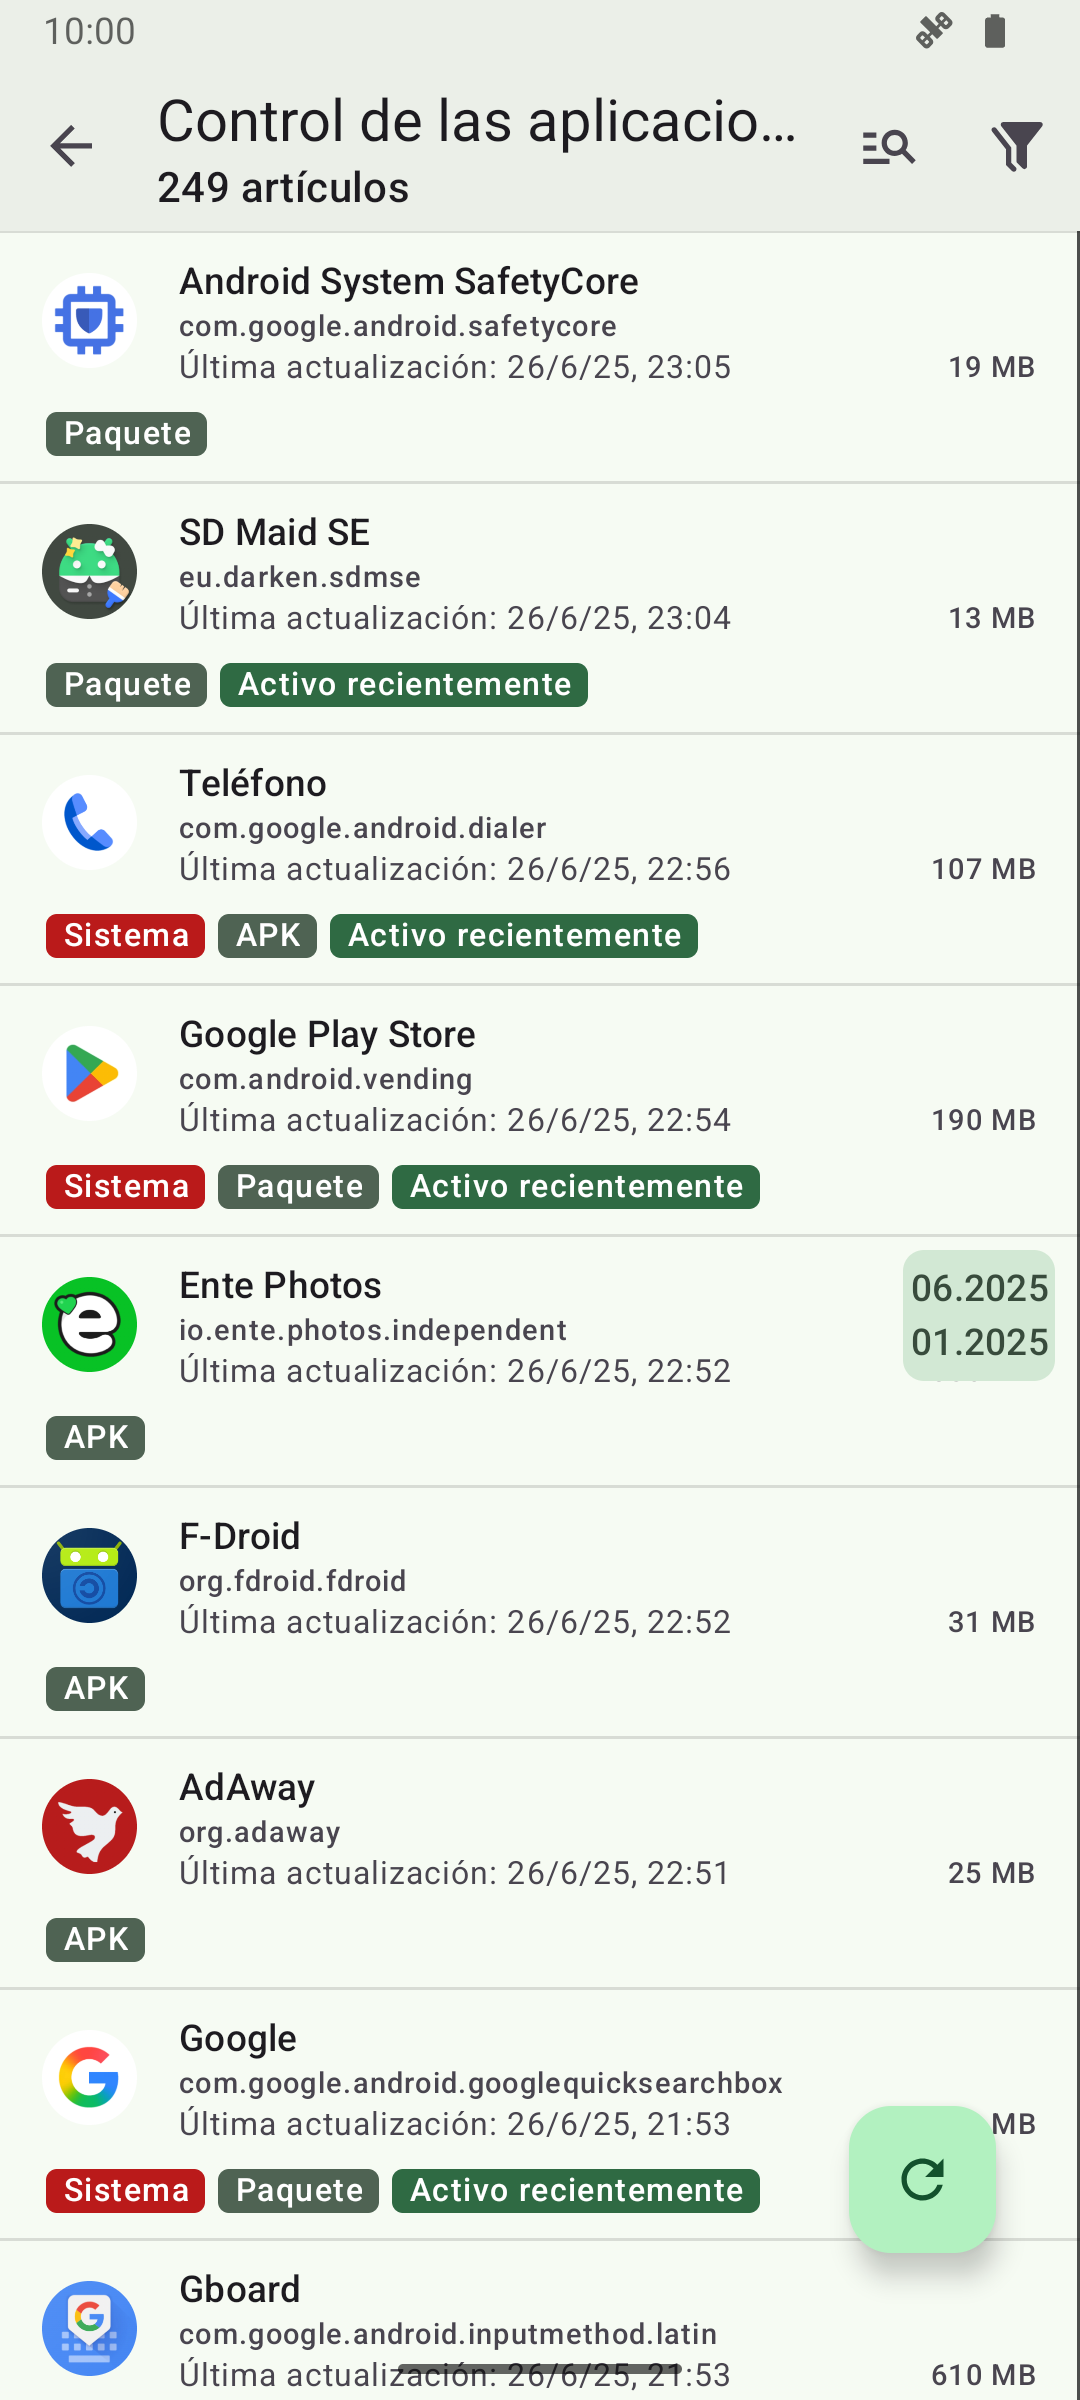 10:00
Control de las aplicacio…
249 artículos
Android System SafetyCore
com.google.android.safetycore
Última actualización: 26/6/25, 23:05
19 MB
Paquete
SD Maid SE
eu.darken.sdmse
Última actualización: 26/6/25, 23:04
13 MB
Paquete
Activo recientemente
Teléfono
com.google.android.dialer
Última actualización: 26/6/25, 22:56
107 MB
Sistema
APK
Activo recientemente
Google Play Store
com.android.vending
Última actualización: 26/6/25, 22:54
190 MB
Sistema
Paquete
Activo recientemente
Ente Photos
io.ente.photos.independent
Última actualización: 26/6/25, 22:52
06.2025
01.2025
APK
F-Droid
org.fdroid.fdroid
Última actualización: 26/6/25, 22:52
31 MB
APK
AdAway
org.adaway
Última actualización: 26/6/25, 22:51
25 MB
APK
Google
com.google.android.googlequicksearchbox
Última actualización: 26/6/25, 21:53
MB
Sistema
Paquete
Activo recientemente
Gboard
com.google.android.inputmethod.latin
Última actualización: 26/6/25, 21:53
610 MB